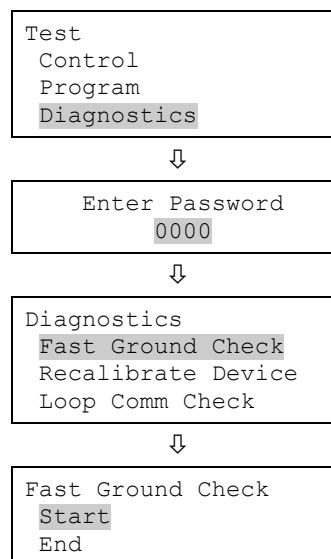 Test
Control
Program
Diagnostics
⇩
Enter Password
0000
⇩
Diagnostics
Fast Ground Check
Recalibrate Device
Loop Comm Check
⇩
Fast Ground Check
Start
End